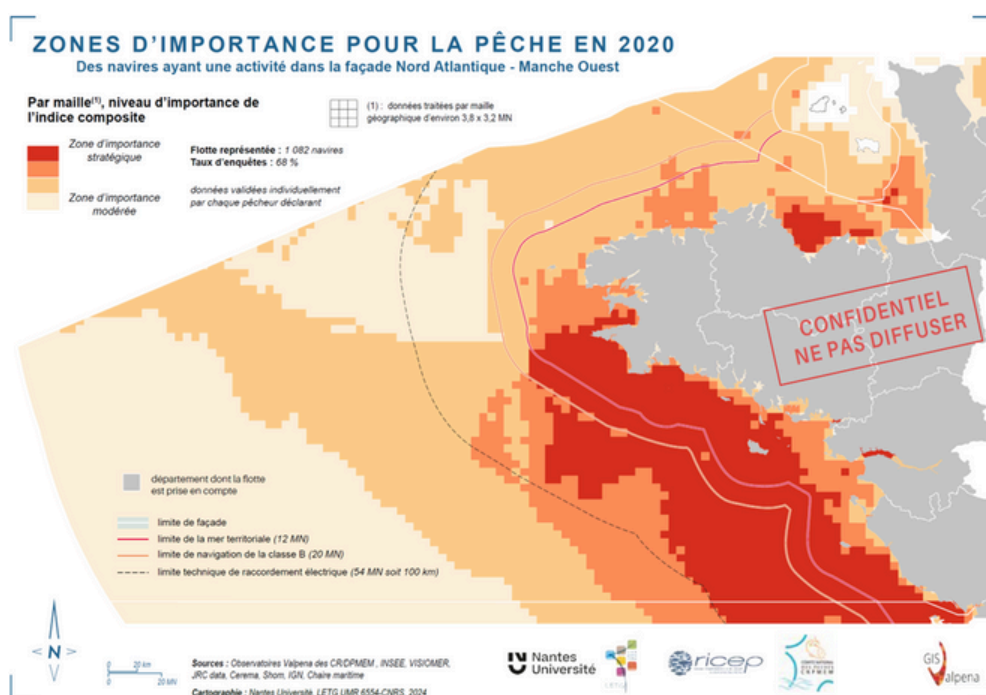 ZONES D'IMPORTANCE POUR LA PÊCHE EN 2020
Des navires ayant une activité dans la façade Nord Atlantique - Manche Ouest
Par maille(1), niveau d'importance de
l'indice composite
(1) : données traitées par maille
géographique d'environ 3,8 x 3,2 MN
Zone d'importance
stratégique
Zone d'importance
modérée
Flotte représentée : 1 082 navires
Taux d'enquêtes : 68 %
données validées individuellement
par chaque pêcheur déclarant
CONFIDENTIEL
NE PAS DIFFUSER
département dont la flotte
est prise en compte
limite de façade
limite de la mer territoriale (12 MN)
limite de navigation de la classe B (20 MN)
limite technique de raccordement électrique (54 MN soit 100 km)
N
0 20 km
0 20 MN
Sources : Observatoires Valpena des CR/DPMEM, INSEE, VISIOMER,
JRC data, Cerema, Shom, IGN, Chaire maritime
Cartographie : Nantes Université, LETG UMR 6554-CNRS, 2024
Nantes
Université
LETG
ricep
CNPMEM
GIS
Valpena